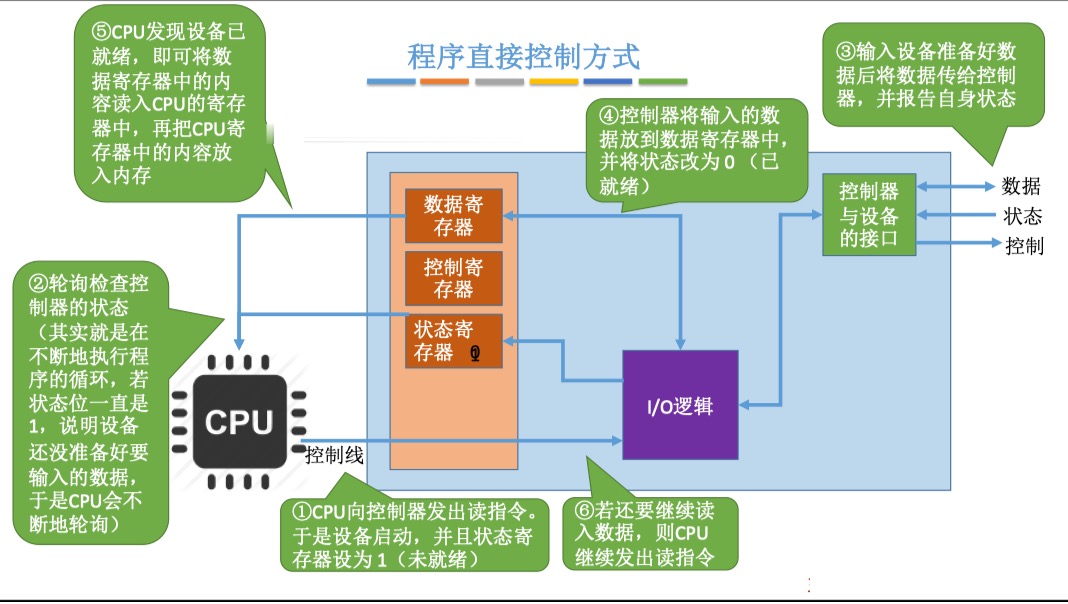 程序直接控制方式
⑤CPU发现设备已
就绪，即可将数
据寄存器中的内
容读入CPU的寄存
器中，再把CPU寄
存器中的内容放
入内存
③输入设备准备好数
据后将数据传给控制
器，并报告自身状态
④控制器将输入的数
据放到数据寄存器中，
并将状态改为 0 （已
就绪）
数据寄
存器
控制寄
存器
状态寄
存器
控制器
与设备
的接口
数据
状态
控制
②轮询检查控
制器的状态
（其实就是在
不断地执行程
序的循环，若
状态位一直是
1，说明设备
还没准备好要
输入的数据，
于是CPU会不
断地轮询）
CPU
I/O逻辑
控制线
①CPU向控制器发出读指令。
于是设备启动，并且状态寄
存器设为 1（未就绪）
⑥若还要继续读
入数据，则CPU
继续发出读指令